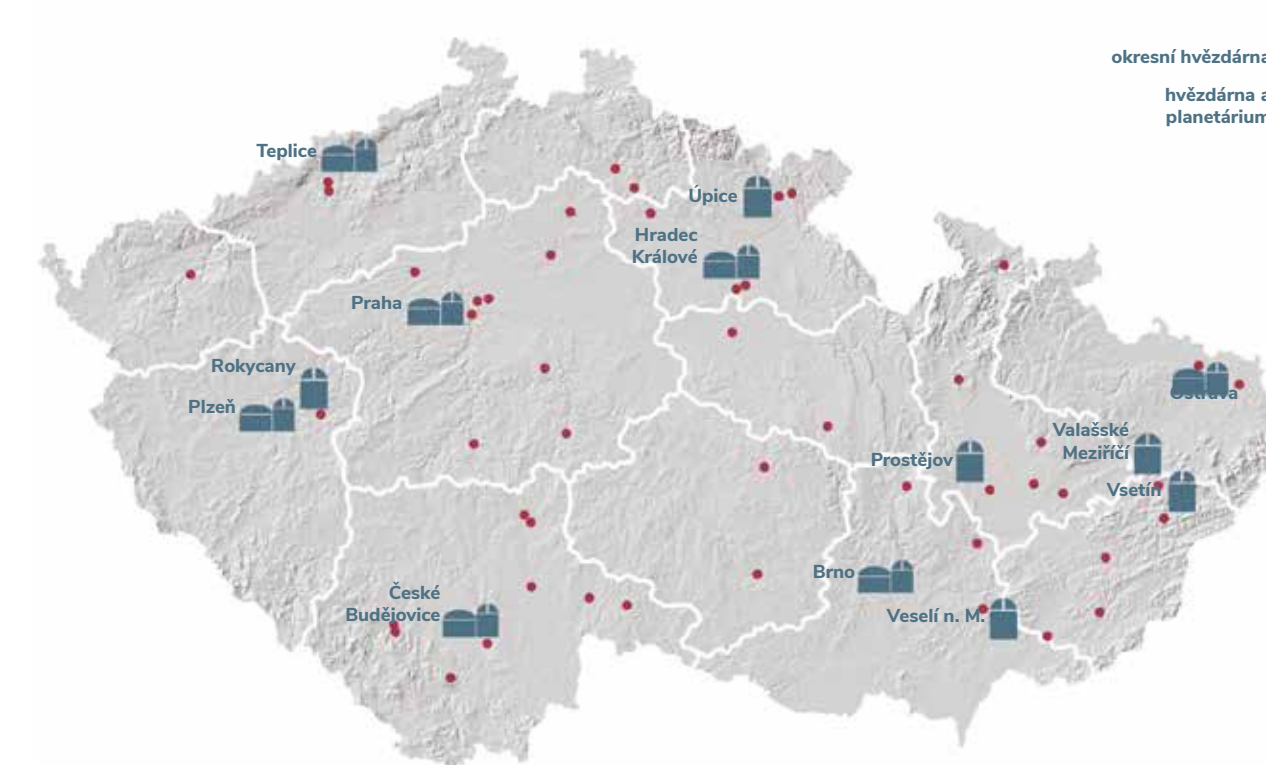 okresní hvězdárna
hvězdárna a
planetárium
Teplice
Úpice
Hradec
Králové
Praha
Rokycany
Plzeň
Ostrava
Valašské
Meziříčí
Prostějov
Vsetín
Brno
České
Budějovice
Veselí n. M.